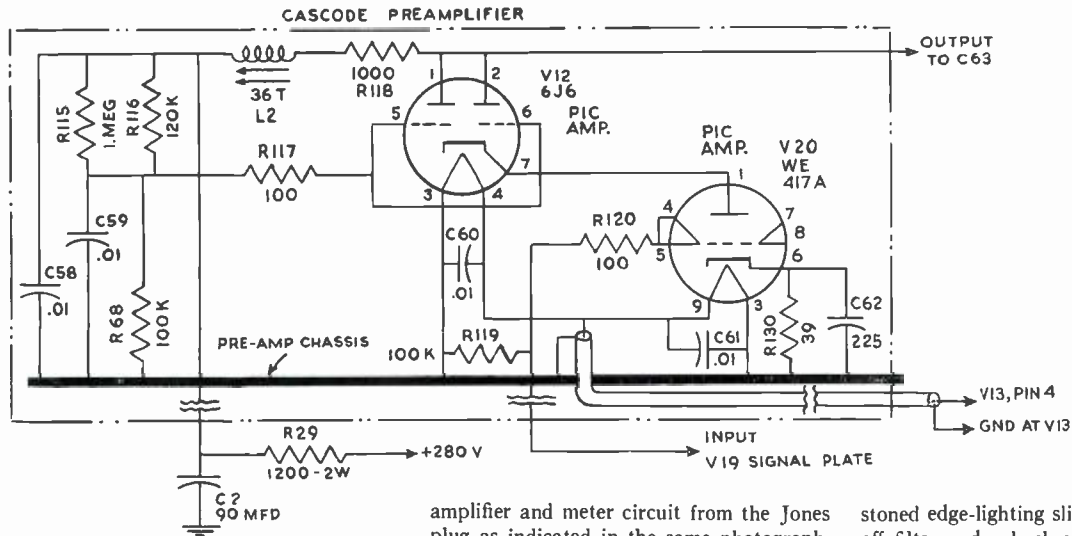 CASCODE PREAMPLIFIER
OUTPUT
TO C63
36 T
L2
1000
R118
1 2
V12
6J6
PIC
AMP.
5 6
7
3 4
R115
1. MEG
R116
120K
R117
100
PIC
AMP.
V20
WE
417A
1
4
5
7
8
6
9 3
R120
100
C59
.01
C58
.01
R68
100K
C60
.01
R119
100K
C61
.01
R130
39
C62
225
PRE-AMP CHASSIS
V13, PIN 4
GND AT V13
R29
1200-2W
+280 V
INPUT
V19 SIGNAL PLATE
C?
90 MFD
amplifier and meter circuit from the Jones
plug as indicated in the same photograph
stoned edge-lighting sli